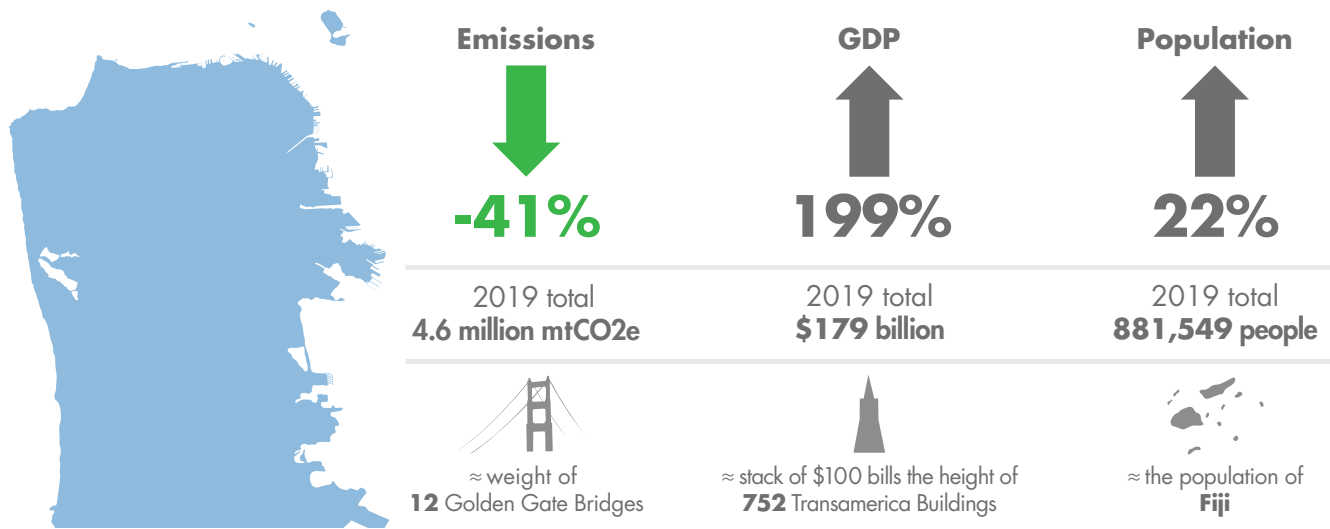 Emissions
-41%
2019 total
4.6 million mtCO2e
≈ weight of
12 Golden Gate Bridges
GDP
199%
2019 total
$179 billion
≈ stack of $100 bills the height of
752 Transamerica Buildings
Population
22%
2019 total
881,549 people
≈ the population of
Fiji